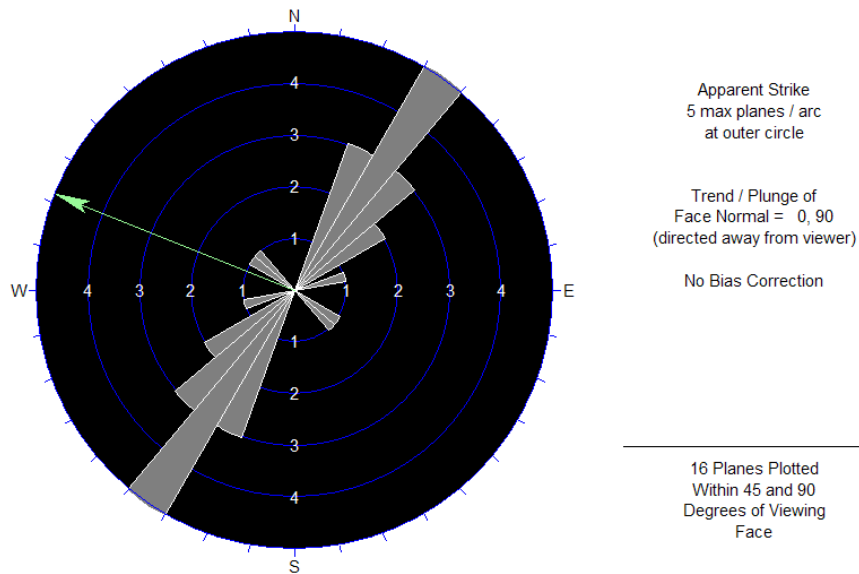 N
4
3
2
1
W 4 3 2 1 1 2 3 4 E
1
2
3
4
S
Apparent Strike
5 max planes / arc
at outer circle
Trend / Plunge of
Face Normal = 0, 90
(directed away from viewer)
No Bias Correction
16 Planes Plotted
Within 45 and 90
Degrees of Viewing
Face